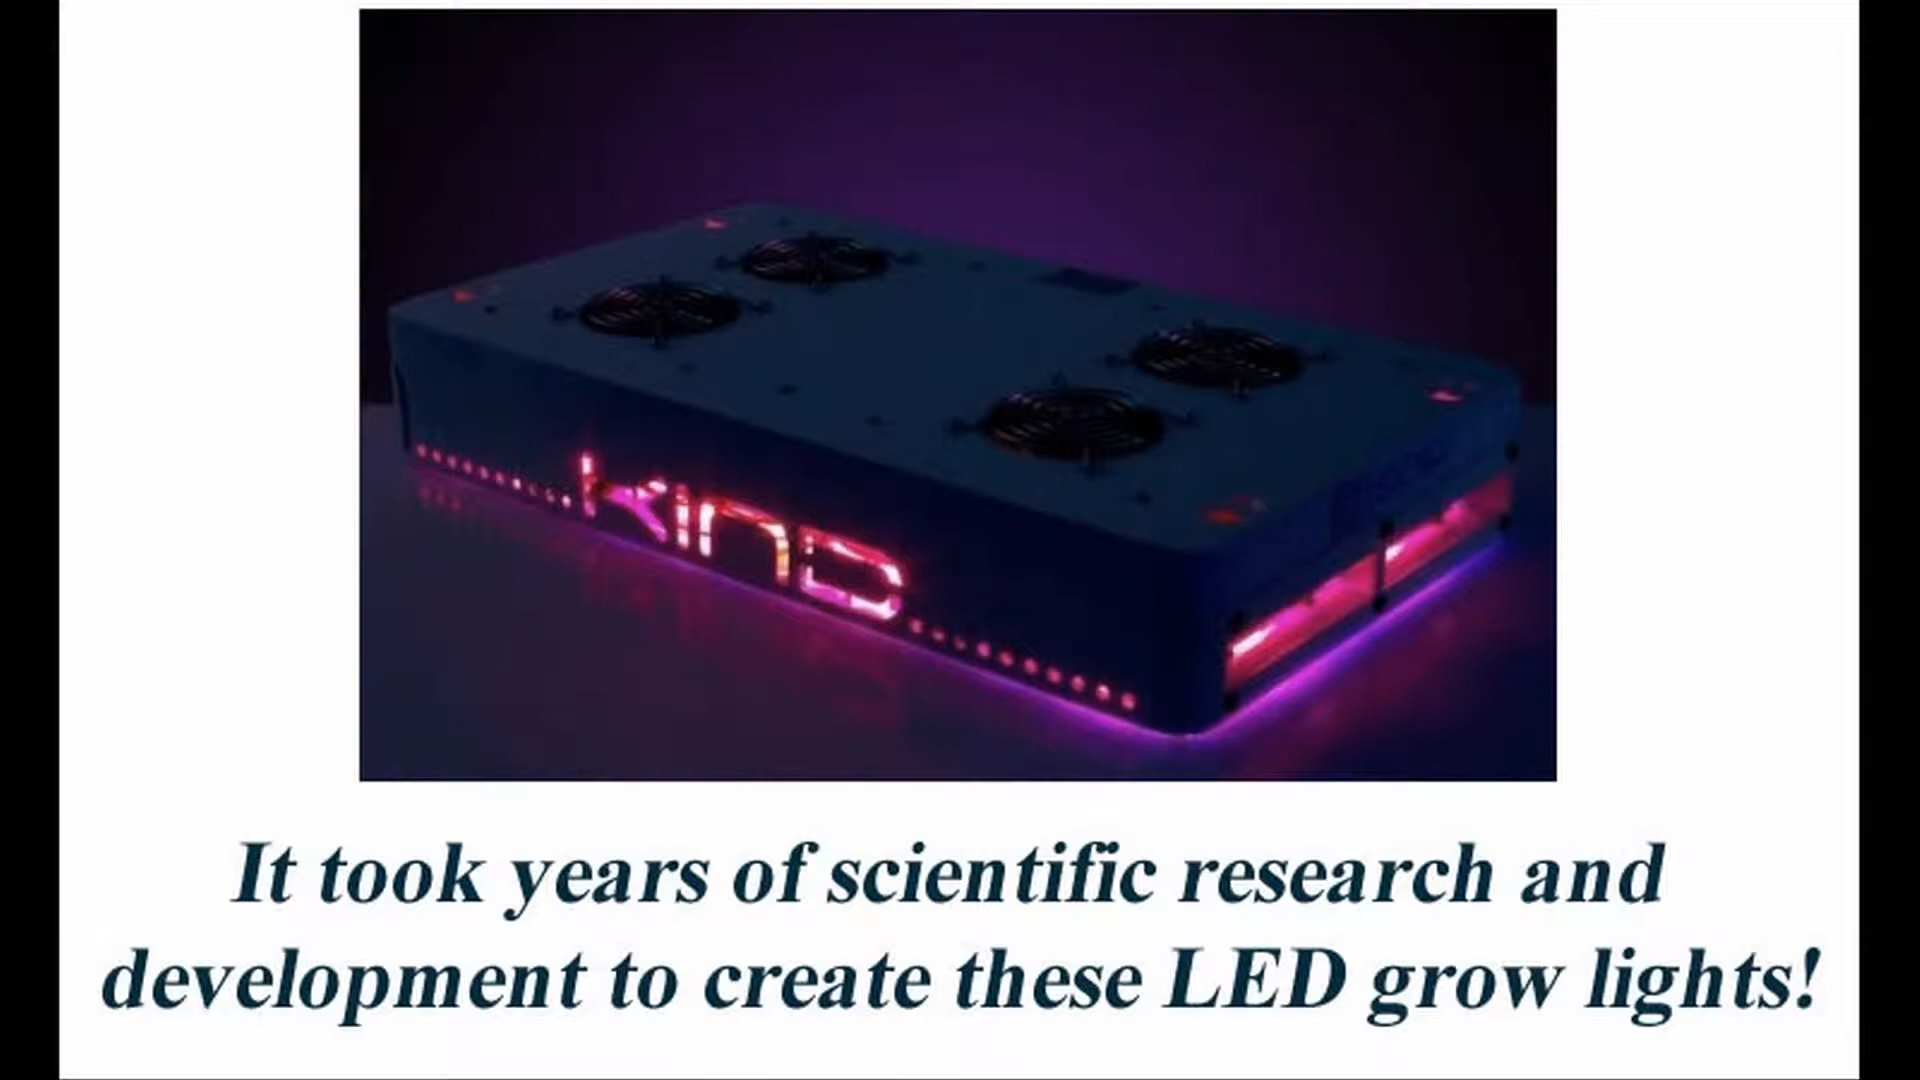 KIND
It took years of scientific research and
development to create these LED grow lights!